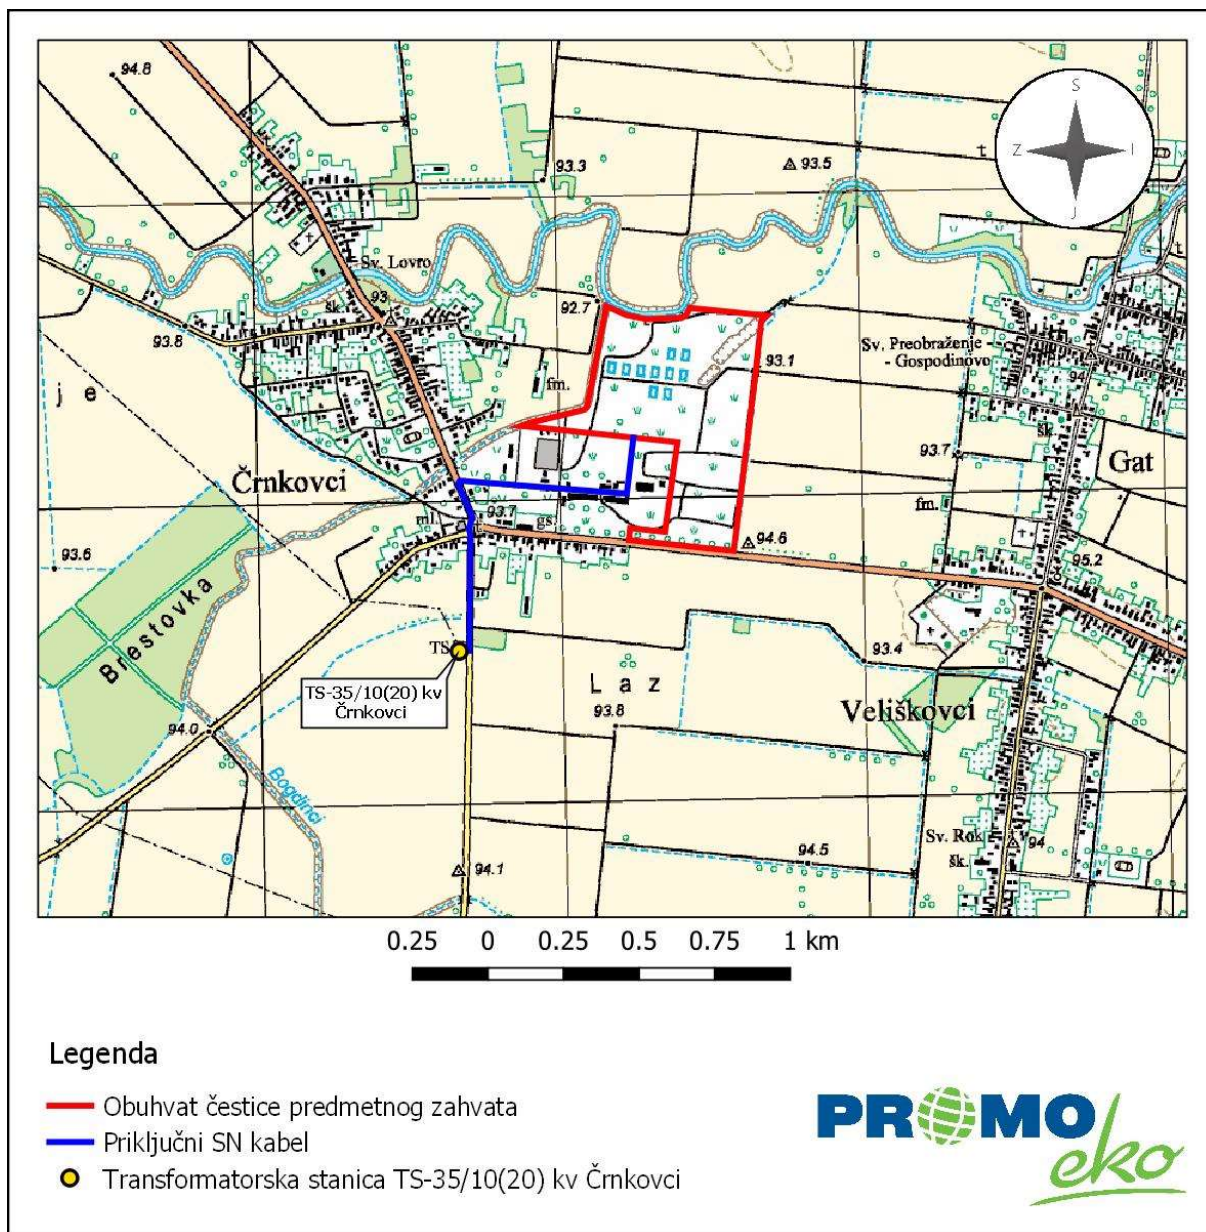 94.8
S
Z
I
J
93.3
93.5
t
t
Sv. Lovro
šk.
93
92.7
93.8
93.1
Sv. Preobraženje -
- Gospodinovo
j e
fm.
šk.
93.7
Gat
Črnkovci
fm.
93.7
ml.
gs.
94.6
93.6
95.2
Brestovka
TS
93.4
TS-35/10(20) kv
Črnkovci
L a z
93.8
Veliškovci
94.0
Bogdinci
Sv. Rok
94
šk.
94.5
94.1
0.25 0 0.25 0.5 0.75 1 km
Legenda
Obuhvat čestice predmetnog zahvata
Priključni SN kabel
Transformatorska stanica TS-35/10(20) kv Črnkovci
PROMO
eko